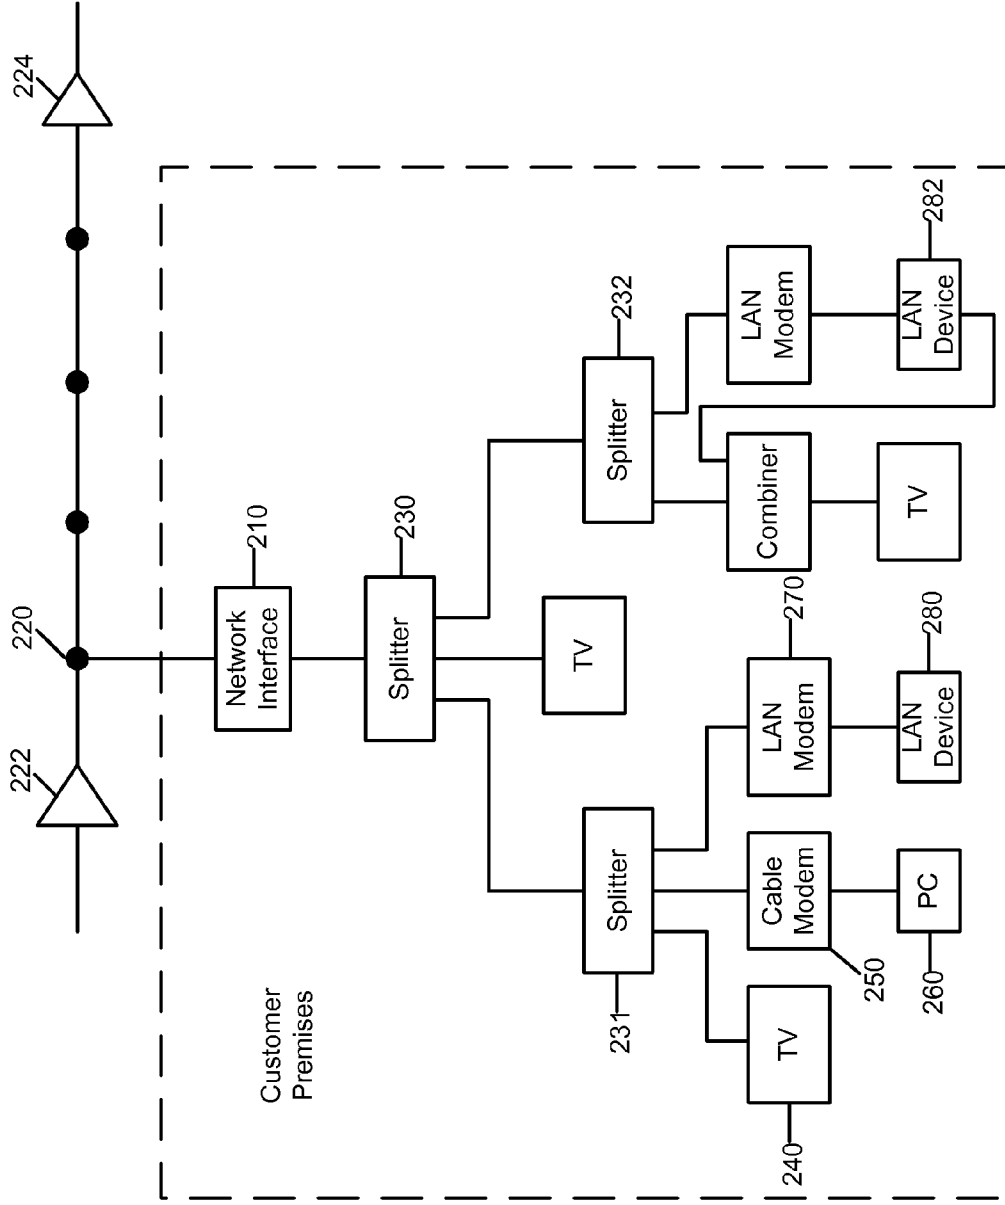 222
220
224
Customer
Premises
Network
Interface
210
Splitter
230
TV
Splitter
231
Splitter
232
TV
240
Cable
Modem
250
LAN
Modem
270
Combiner
LAN
Modem
PC
260
LAN
Device
280
TV
LAN
Device
282